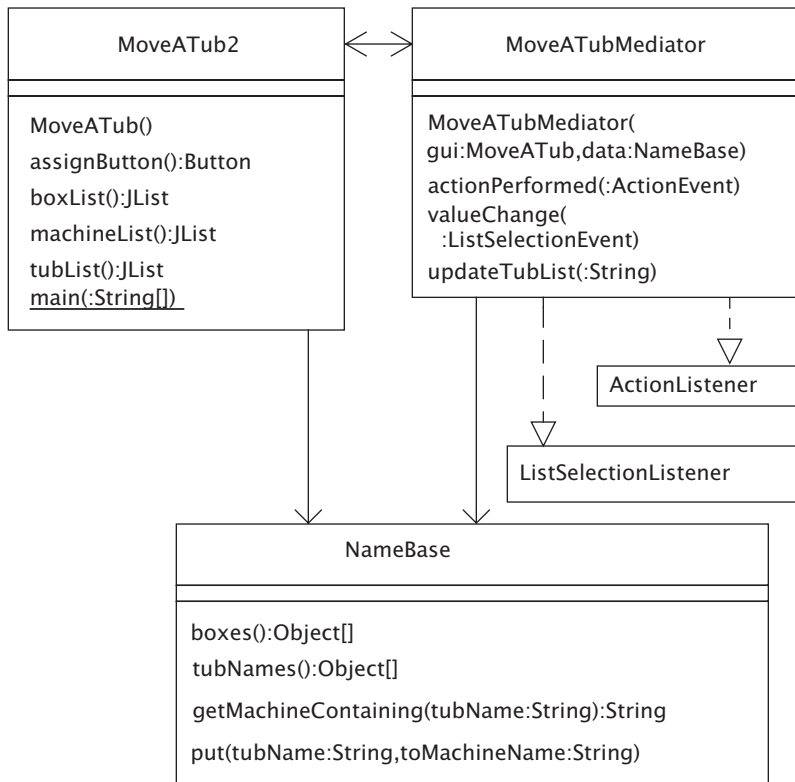 MoveATub2
MoveATub()
assignButton():Button
boxList():JList
machineList():JList
tubList():JList
main(:String[])
MoveATubMediator
MoveATubMediator(
gui:MoveATub,data:NameBase)
actionPerformed(:ActionEvent)
valueChange(
:ListSelectionEvent)
updateTubList(:String)
ActionListener
ListSelectionListener
NameBase
boxes():Object[]
tubNames():Object[]
getMachineContaining(tubName:String):String
put(tubName:String,toMachineName:String)